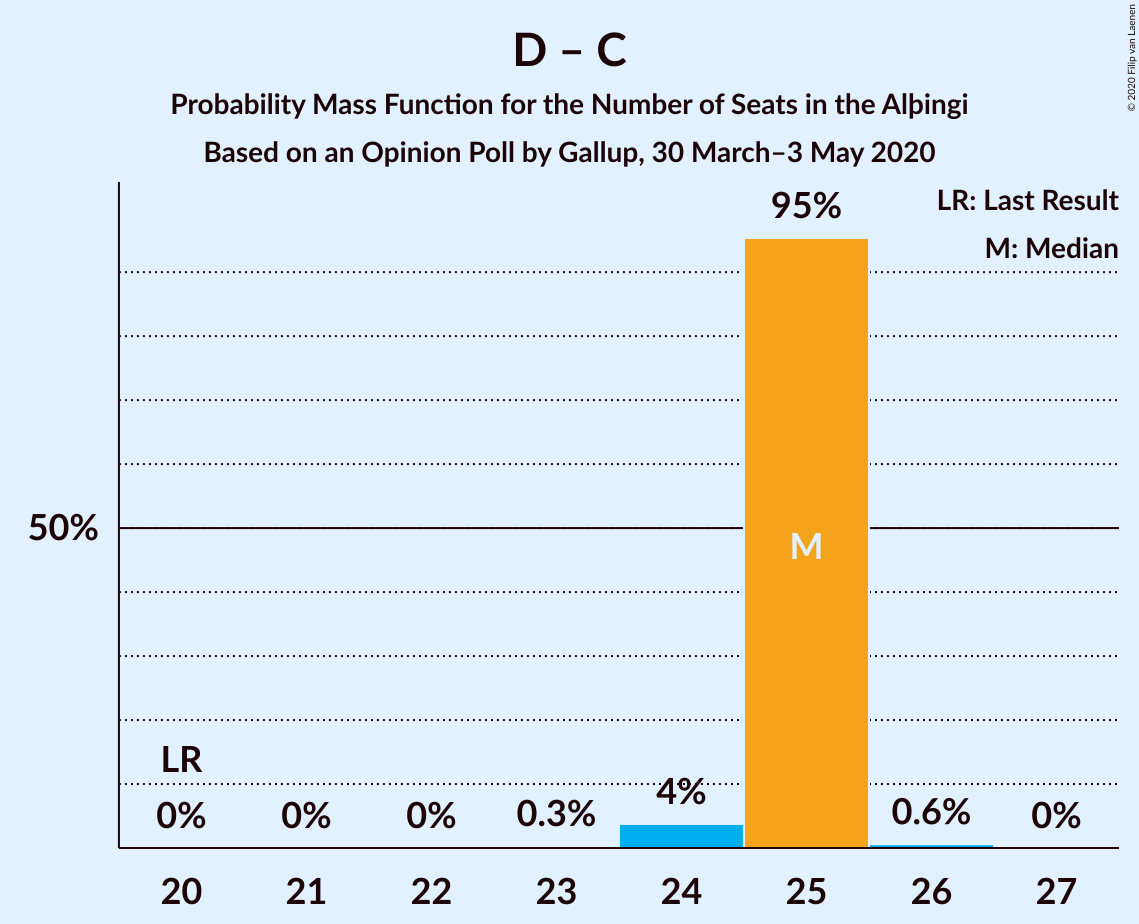 D – C
Probability Mass Function for the Number of Seats in the Alþingi
Based on an Opinion Poll by Gallup, 30 March–3 May 2020
© 2020 Filip van Laenen
LR: Last Result
M: Median
95%
50%
M
LR
0%
0%
0%
0.3%
4%
0.6%
0%
20
21
22
23
24
25
26
27